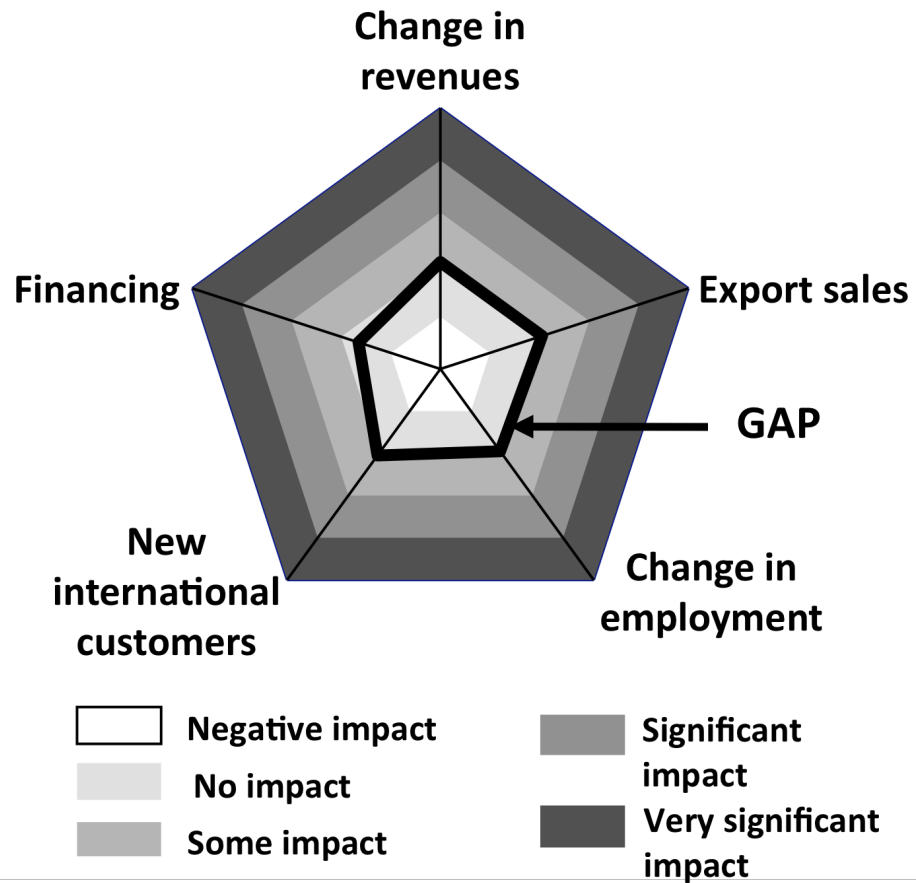 Change in
revenues
Financing
Export sales
GAP
New
international
customers
Change in
employment
Negative impact
No impact
Some impact
Significant
impact
Very significant
impact